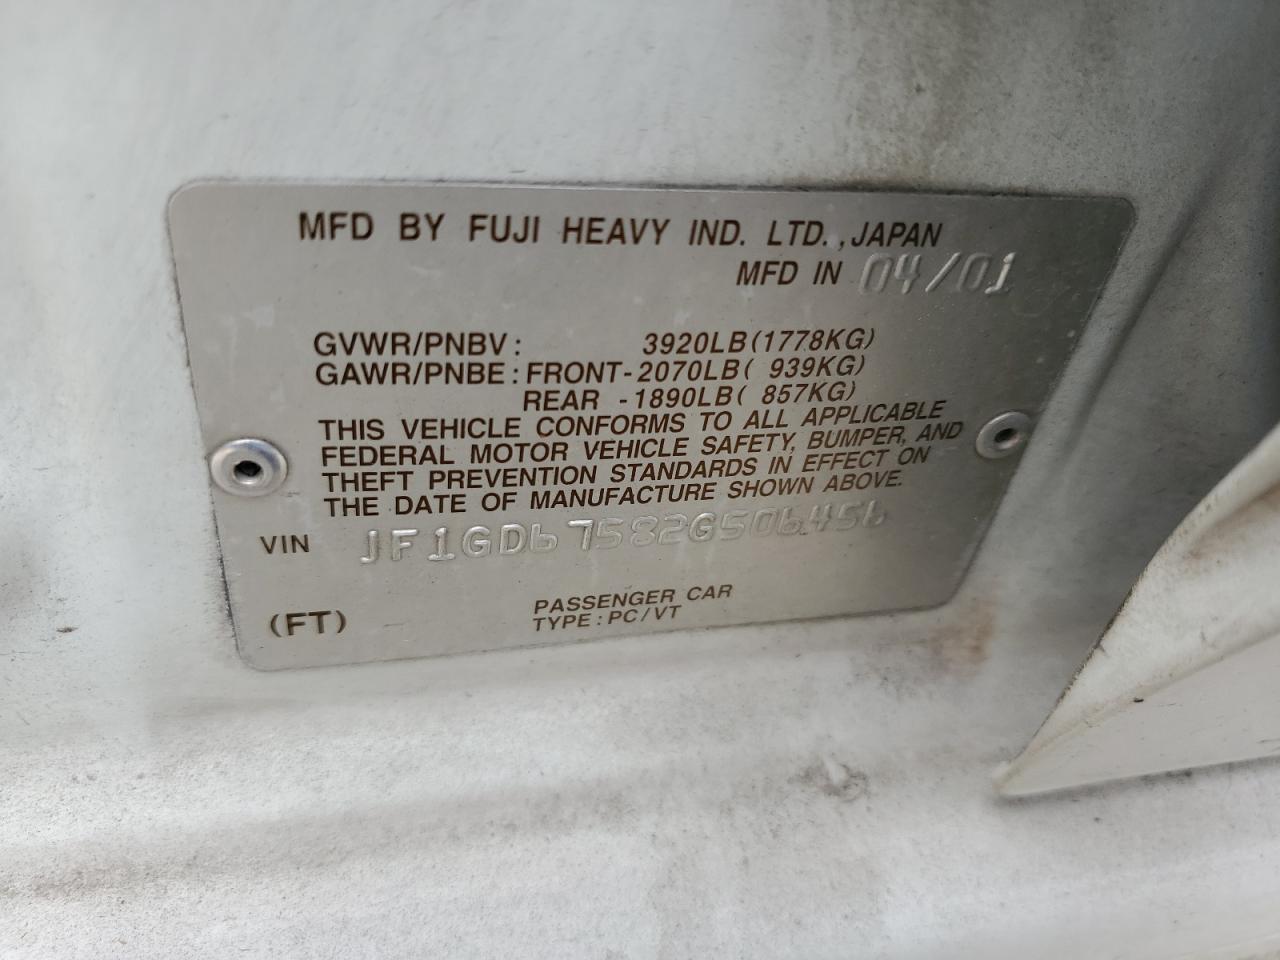 MFD BY FUJI HEAVY IND. LTD., JAPAN
MFD IN 04/01
GVWR/PNBV: 3920LB(1778KG)
GAWR/PNBE: FRONT-2070LB( 939KG)
REAR -1890LB( 857KG)
THIS VEHICLE CONFORMS TO ALL APPLICABLE
FEDERAL MOTOR VEHICLE SAFETY, BUMPER, AND
THEFT PREVENTION STANDARDS IN EFFECT ON
THE DATE OF MANUFACTURE SHOWN ABOVE.
VIN JF1GD67582G506456
PASSENGER CAR
(FT) TYPE: PC/VT